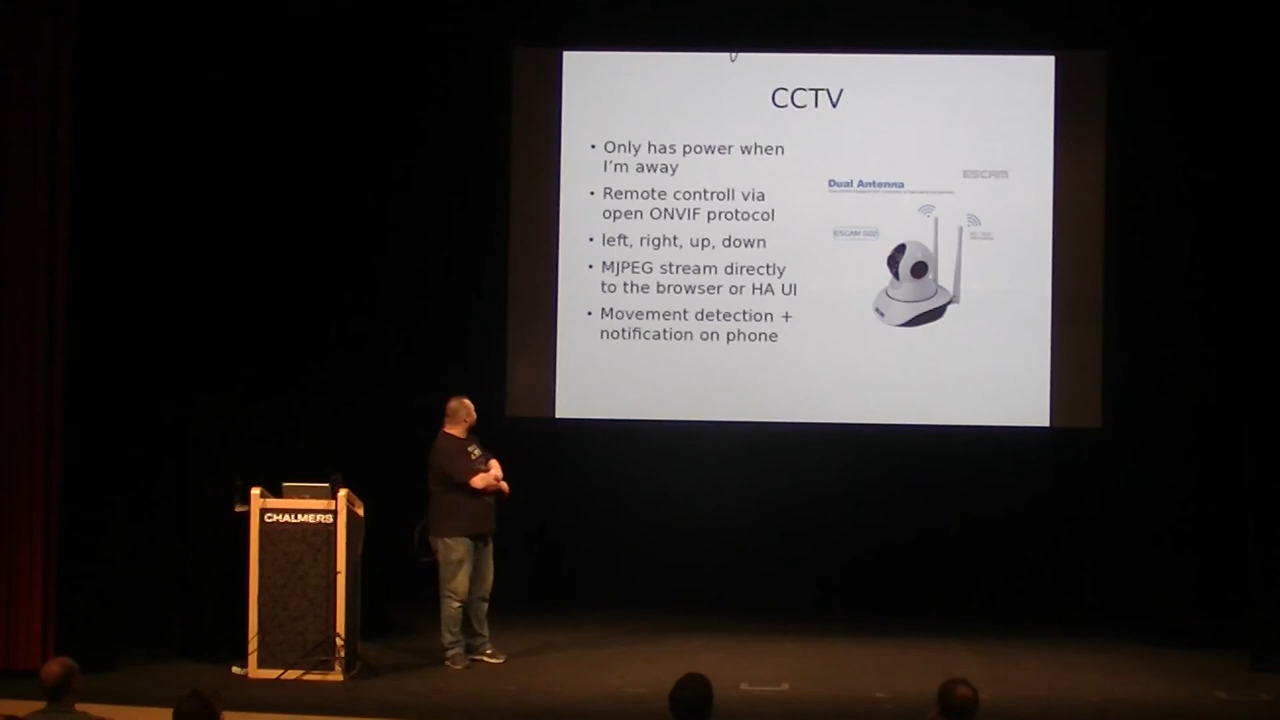 CCTV
• Only has power when
I'm away
• Remote controll via
open ONVIF protocol
• left, right, up, down
• MJPEG stream directly
to the browser or HA UI
• Movement detection +
notification on phone
ESCAM
Dual Antenna
CHALMERS